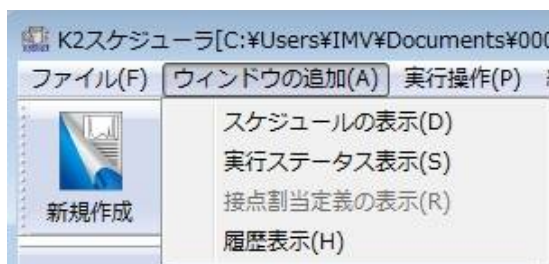 K2スケジューラ[C:¥Users¥IMV¥Documents¥000
ファイル(F) ウィンドウの追加(A) 実行操作(P)
スケジュールの表示(D)
実行ステータス表示(S)
新規作成
接点割当定義の表示(R)
履歴表示(H)